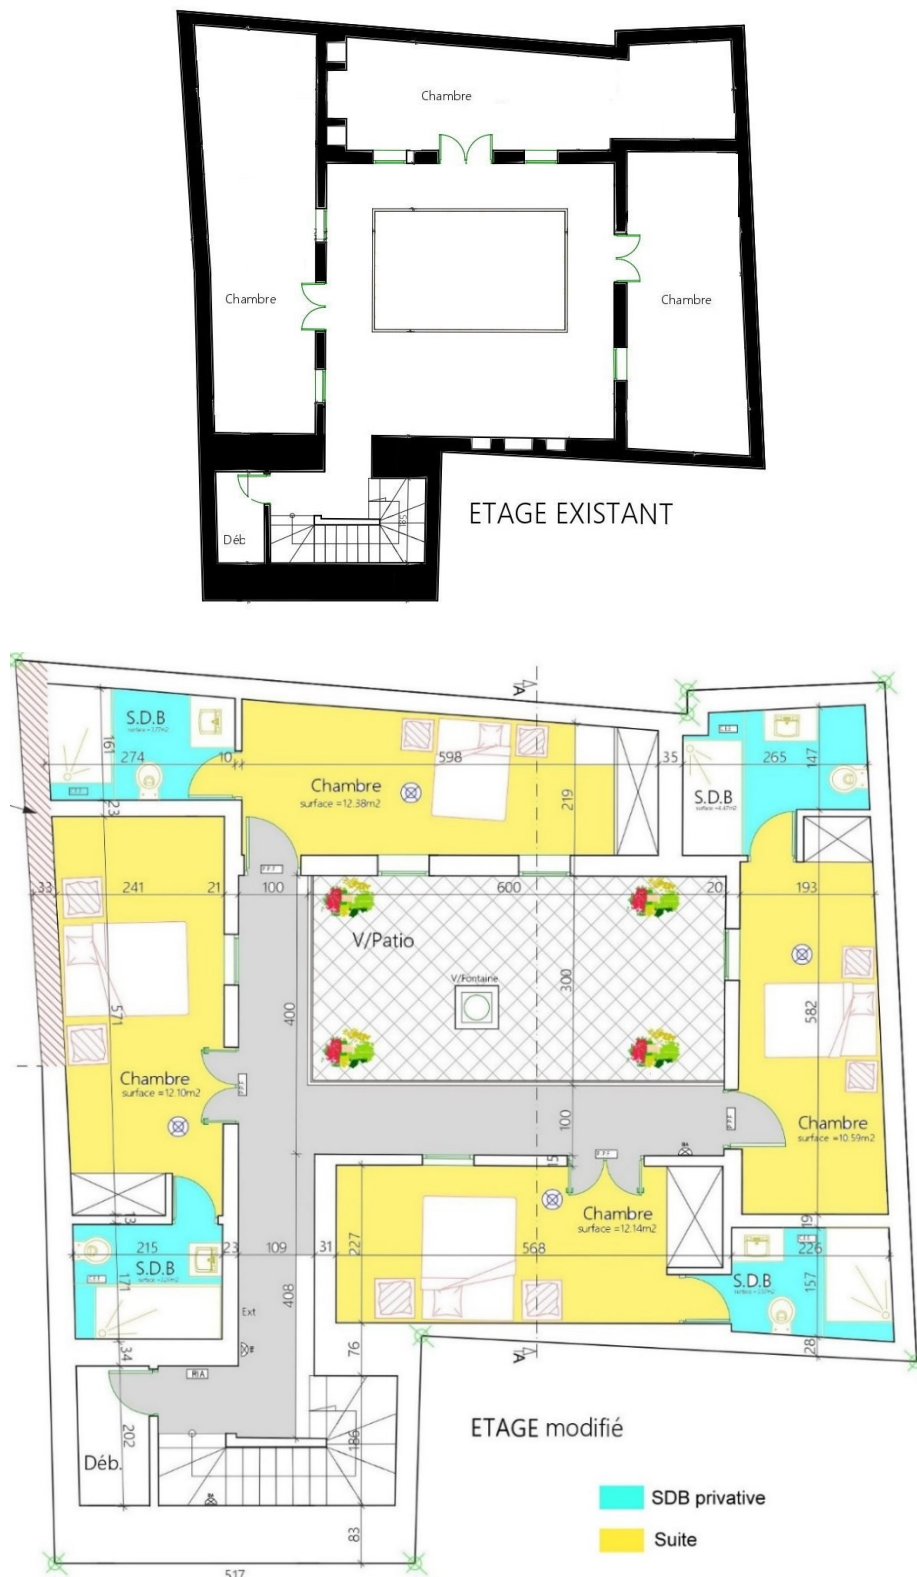 Chambre
Chambre
Chambre
Déb
185
ETAGE EXISTANT
A
S.D.B
161
274
10
598
35
265
147
Chambre
surface =12.38m2
219
S.D.B
23
33
241
21
100
600
20
193
V/Patio
V/Fontaine
400
300
582
571
Chambre
surface =12.10m2
Chambre
surface =10.59m2
100
15
Chambre
surface =12.14m2
13
19
215
23
109
31
227
568
226
S.D.B
S.D.B
171
157
408
Ext
34
76
28
A
RIA
202
186
Déb.
ETAGE modifié
SDB privative
83
Suite
517